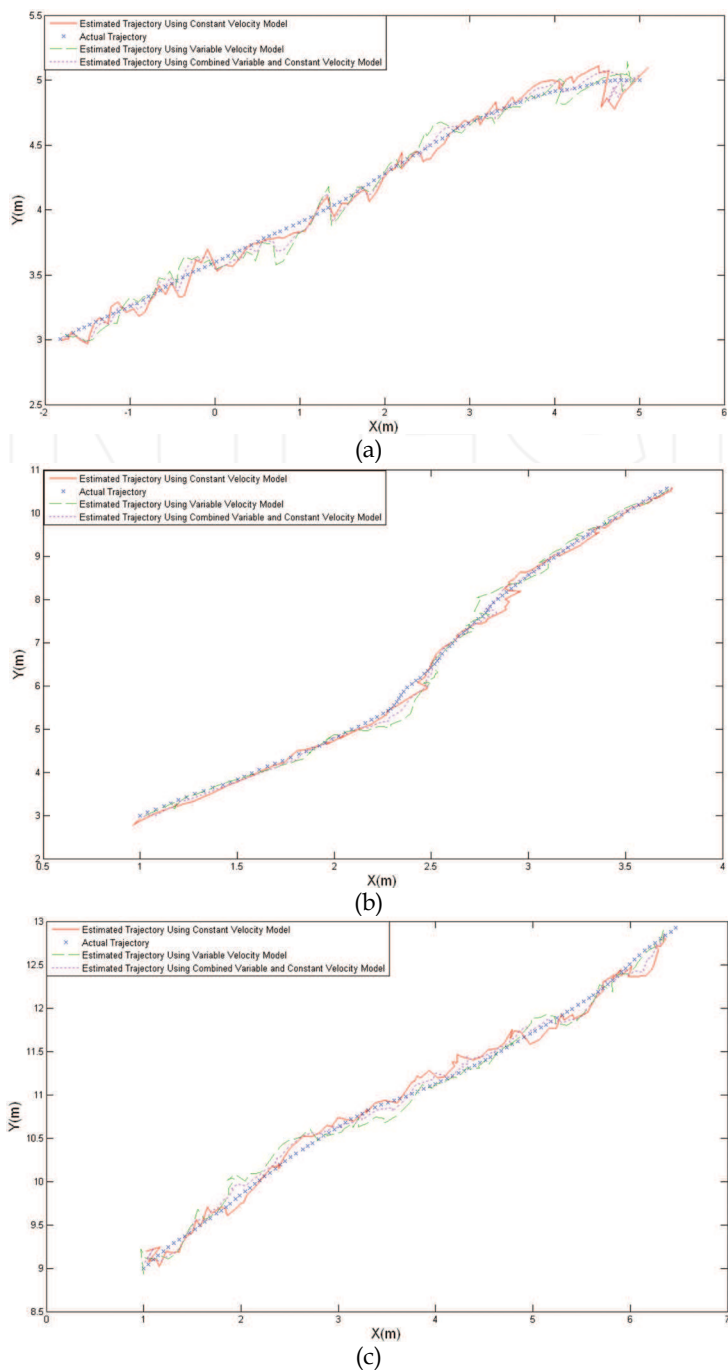 5.5
Estimated Trajectory Using Constant Velocity Model
Actual Trajectory
Estimated Trajectory Using Variable Velocity Model
Estimated Trajectory Using Combined Variable and Constant Velocity Model
5
4.5
Y(m)
4
3.5
3
2.5
-2 -1 0 1 2 3 4 5 6
X(m)
(a)
11
Estimated Trajectory Using Constant Velocity Model
Actual Trajectory
Estimated Trajectory Using Variable Velocity Model
Estimated Trajectory Using Combined Variable and Constant Velocity Model
10
9
8
7
Y(m)
6
5
4
3
2
0.5 1 1.5 2 2.5 3 3.5 4
X(m)
(b)
13
Estimated Trajectory Using Constant Velocity Model
Actual Trajectory
Estimated Trajectory Using Variable Velocity Model
Estimated Trajectory Using Combined Variable and Constant Velocity Model
12.5
12
11.5
11
Y(m)
10.5
10
9.5
9
8.5
0 1 2 3 4 5 6 7
X(m)
(c)